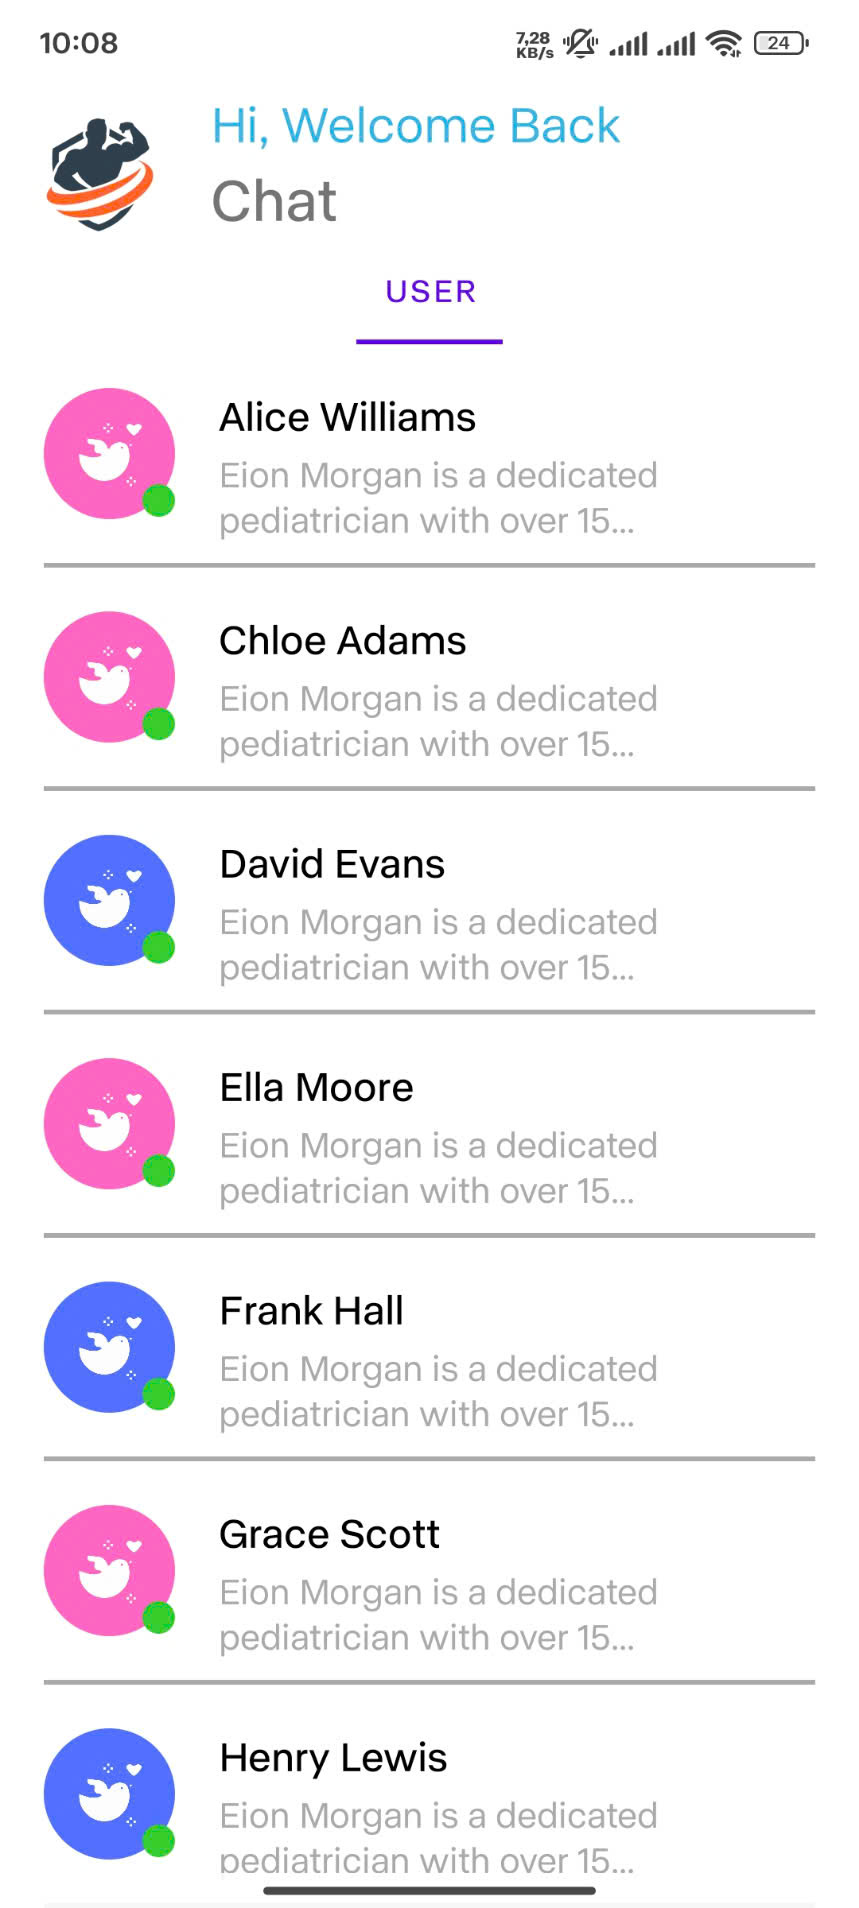 10:08
7,28
KB/s
24
Hi, Welcome Back
Chat
USER
Alice Williams
Eion Morgan is a dedicated
pediatrician with over 15...
Chloe Adams
Eion Morgan is a dedicated
pediatrician with over 15...
David Evans
Eion Morgan is a dedicated
pediatrician with over 15...
Ella Moore
Eion Morgan is a dedicated
pediatrician with over 15...
Frank Hall
Eion Morgan is a dedicated
pediatrician with over 15...
Grace Scott
Eion Morgan is a dedicated
pediatrician with over 15...
Henry Lewis
Eion Morgan is a dedicated
pediatrician with over 15...